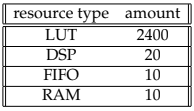 resource type amount
LUT 2400
DSP 20
FIFO 10
RAM 10